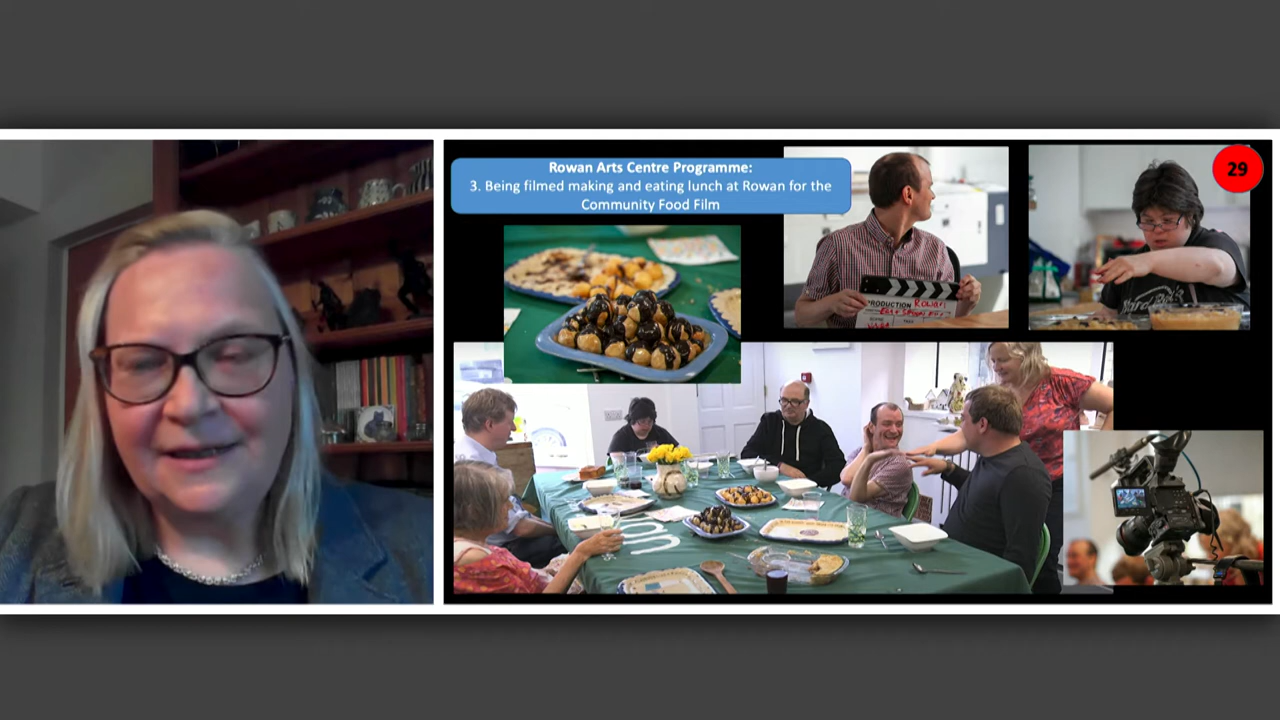 Rowan Arts Centre Programme:
3. Being filmed making and eating lunch at Rowan for the
Community Food Film
29
PRODUCTION ROWAN